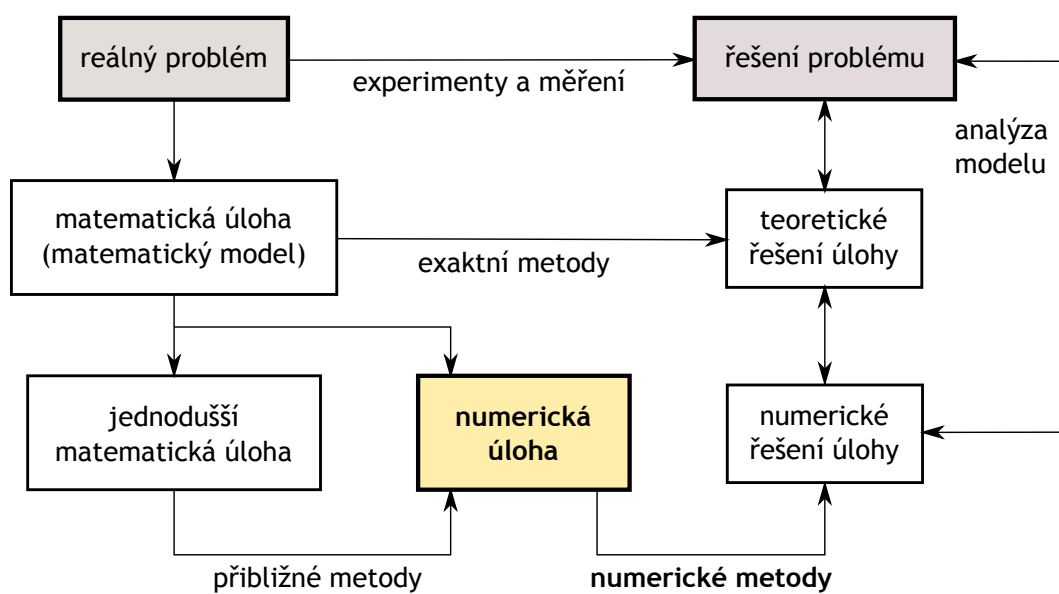 reálný problém
experimenty a měření
řešení problému
analýza
modelu
matematická úloha
(matematický model)
exaktní metody
teoretické
řešení úlohy
jednodušší
matematická úloha
numerická
úloha
numerické
řešení úlohy
přibližné metody
numerické metody